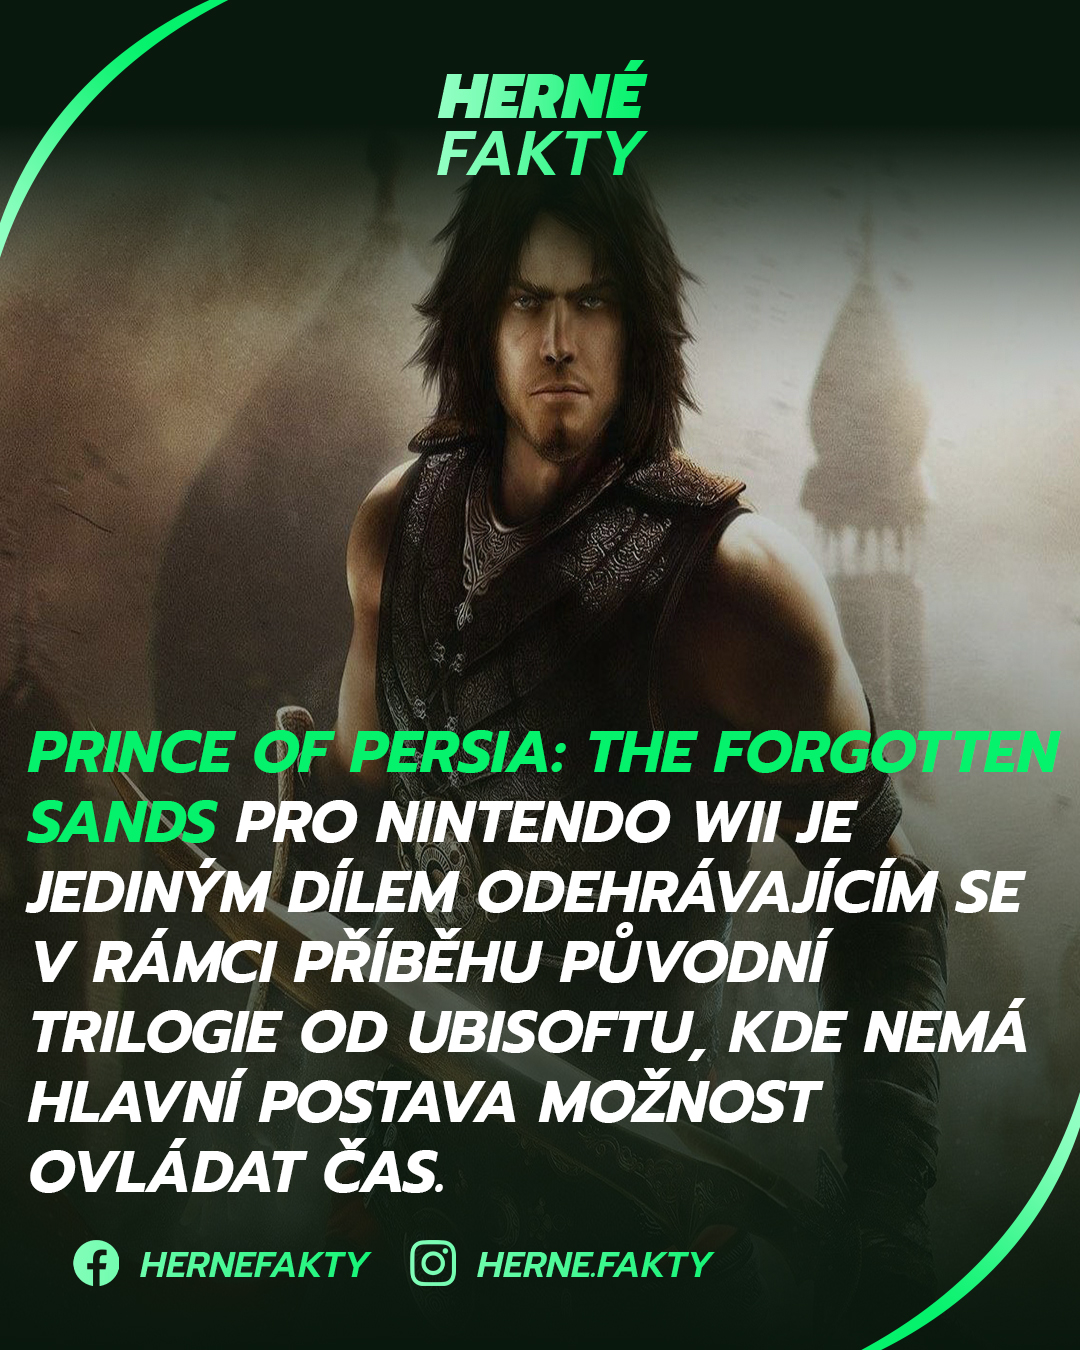 HERNÉ
FAKTY
PRINCE OF PERSIA: THE FORGOTTEN
SANDS PRO NINTENDO WII JE
JEDINÝM DÍLEM ODEHRÁVAJÍCÍM SE
V RÁMCI PŘÍBĚHU PŮVODNÍ
TRILOGIE OD UBISOFTU, KDE NEMÁ
HLAVNÍ POSTAVA MOŽNOST
OVLÁDAT ČAS.
HERNEFAKTY HERNE.FAKTY